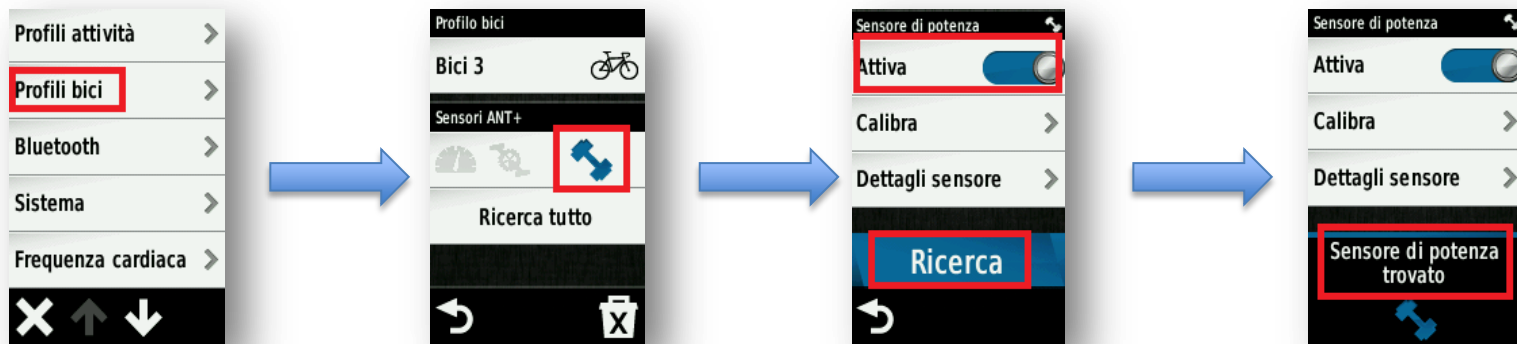 Profili attività
Profili bici
Bluetooth
Sistema
Frequenza cardiaca
Profilo bici
Bici 3
Sensori ANT+
Ricerca tutto
X
Sensore di potenza
Attiva
Calibra
Dettagli sensore
Ricerca
Sensore di potenza
Attiva
Calibra
Dettagli sensore
Sensore di potenza
trovato